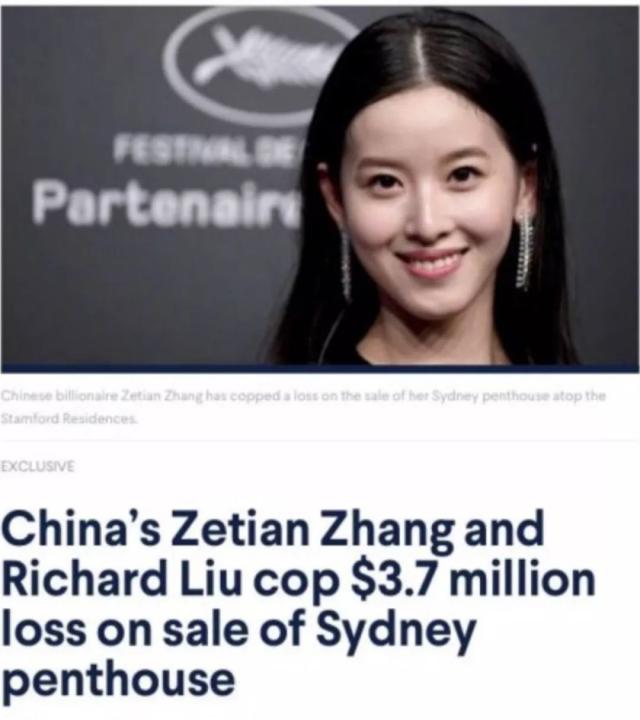 FESTIVAL DE
Partenaire
Chinese billionaire Zetian Zhang has copped a loss on the sale of her Sydney penthouse atop the
Stamford Residences.
EXCLUSIVE
China's Zetian Zhang and
Richard Liu cop $3.7 million
loss on sale of Sydney
penthouse